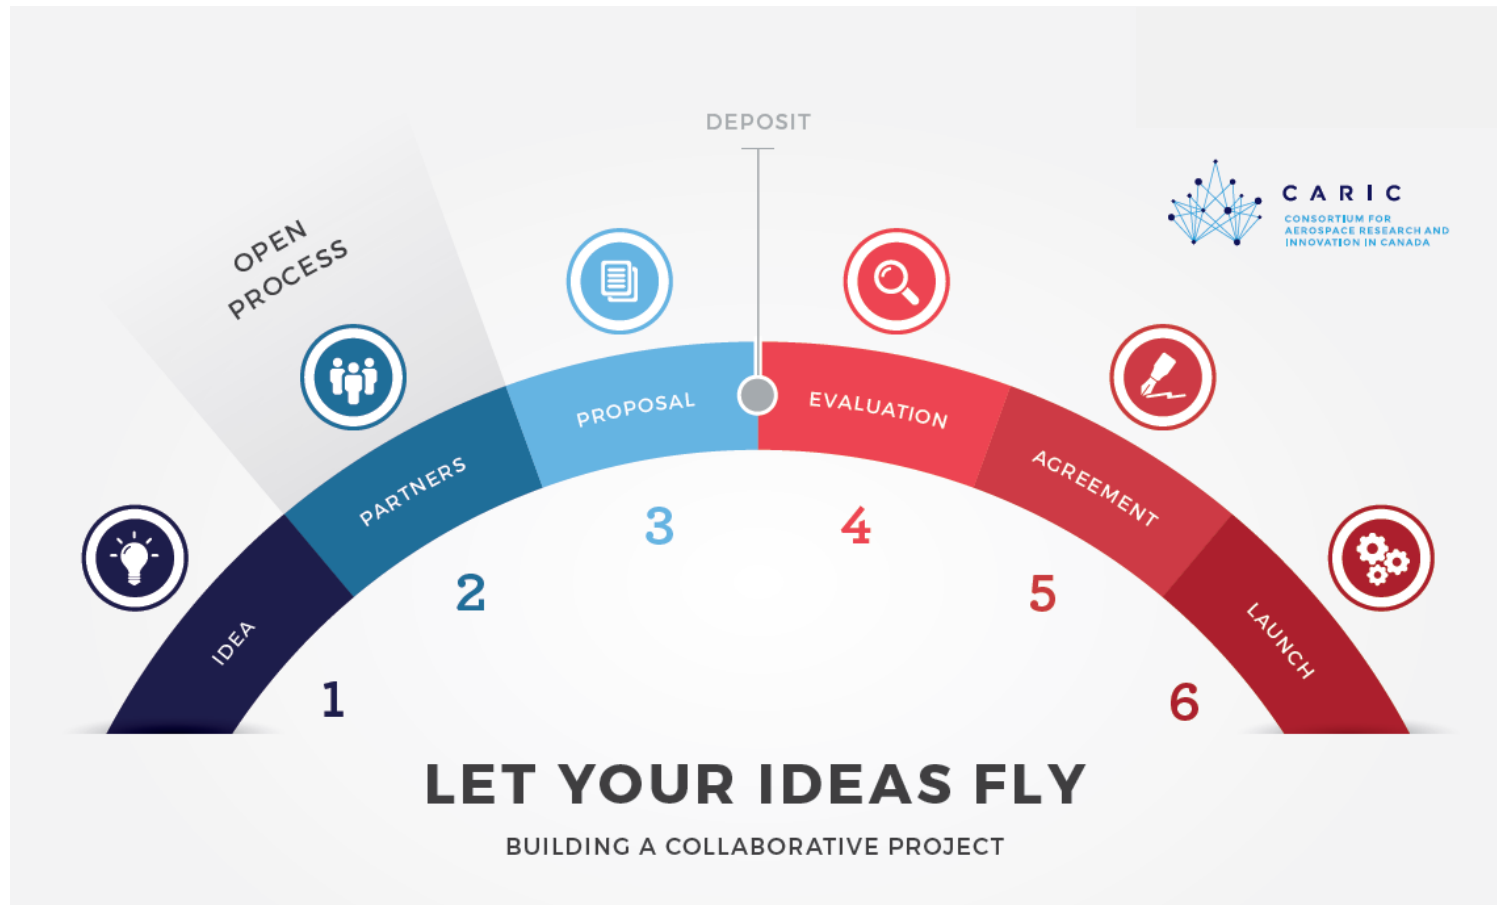 DEPOSIT
CARIC
CONSORTIUM FOR
AEROSPACE RESEARCH AND
INNOVATION IN CANADA
OPEN
PROCESS
IDEA
PARTNERS
PROPOSAL
EVALUATION
AGREEMENT
LAUNCH
1
2
3
4
5
6
LET YOUR IDEAS FLY
BUILDING A COLLABORATIVE PROJECT